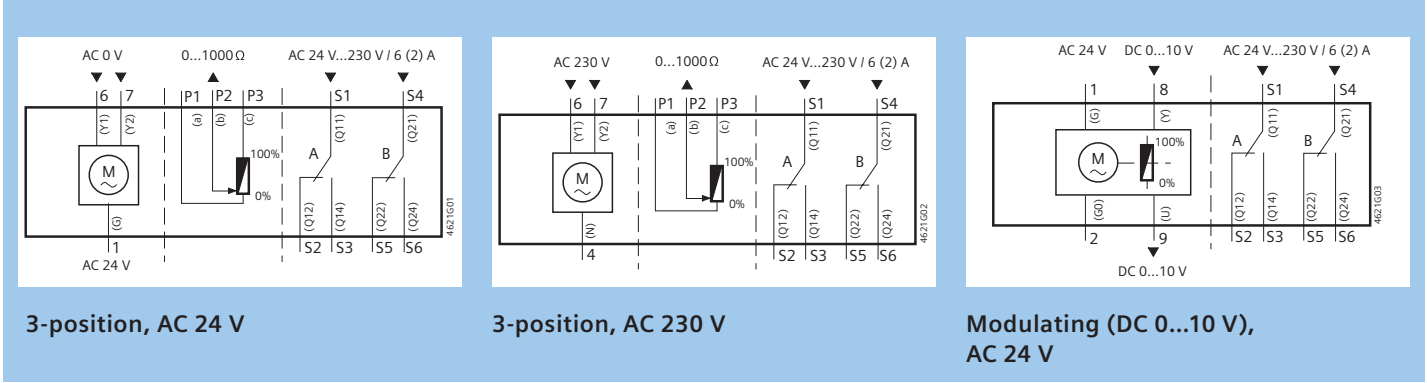 AC 0 V 0...1000 Ω AC 24 V...230 V / 6 (2) A
6 7 P1 P2 P3 S1 S4
(Y1) (Y2) (a) (b) (c) (Q11) (Q21)
100%
A B
M
0%
(G) (Q12) (Q14) (Q22) (Q24)
4621G01
1 S2 S3 S5 S6
AC 24 V
3-position, AC 24 V
AC 230 V 0...1000 Ω AC 24 V...230 V / 6 (2) A
6 7 P1 P2 P3 S1 S4
(Y1) (Y2) (a) (b) (c) (Q11) (Q21)
100%
A B
M
0%
(N) (Q12) (Q14) (Q22) (Q24)
4621G02
4 S2 S3 S5 S6
3-position, AC 230 V
AC 24 V DC 0...10 V AC 24 V...230 V / 6 (2) A
1 8 S1 S4
(G) (Y) (Q11) (Q21)
100%
A B
M
0%
(G0) (U) (Q12) (Q14) (Q22) (Q24)
4621G03
2 9 S2 S3 S5 S6
DC 0...10 V
Modulating (DC 0...10 V),
AC 24 V